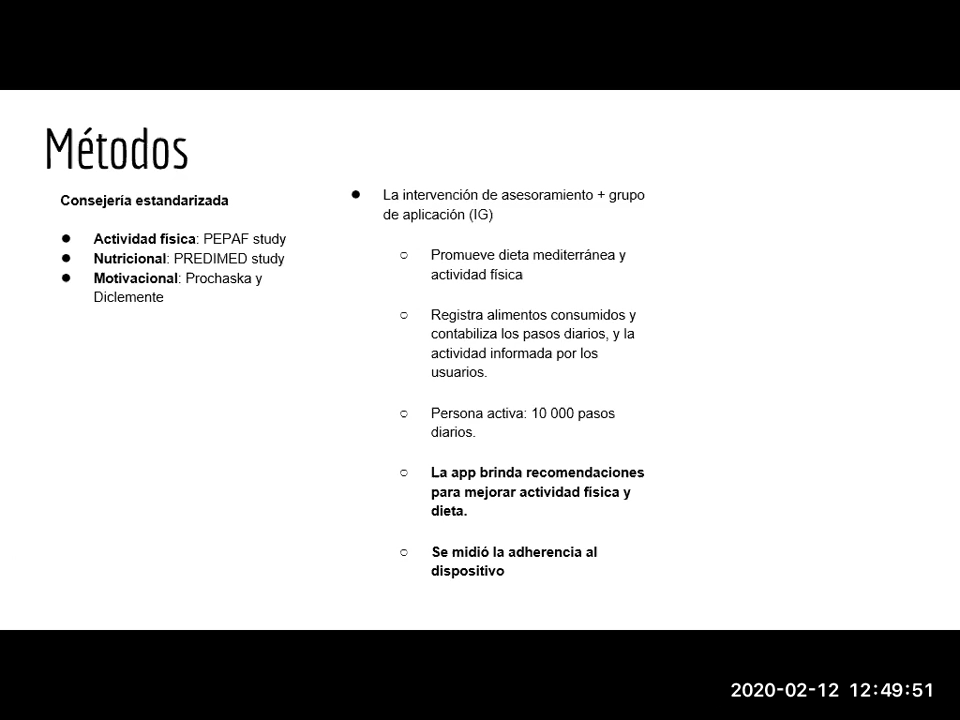 Métodos
Consejería estandarizada
● Actividad física: PEPAF study
● Nutricional: PREDIMED study
● Motivacional: Prochaska y
Diclemente
● La intervención de asesoramiento + grupo
de aplicación (IG)
○ Promueve dieta mediterránea y
actividad física
○ Registra alimentos consumidos y
contabiliza los pasos diarios, y la
actividad informada por los
usuarios.
○ Persona activa: 10 000 pasos
diarios.
○ La app brinda recomendaciones
para mejorar actividad física y
dieta.
○ Se midió la adherencia al
dispositivo
2020-02-12 12:49:51